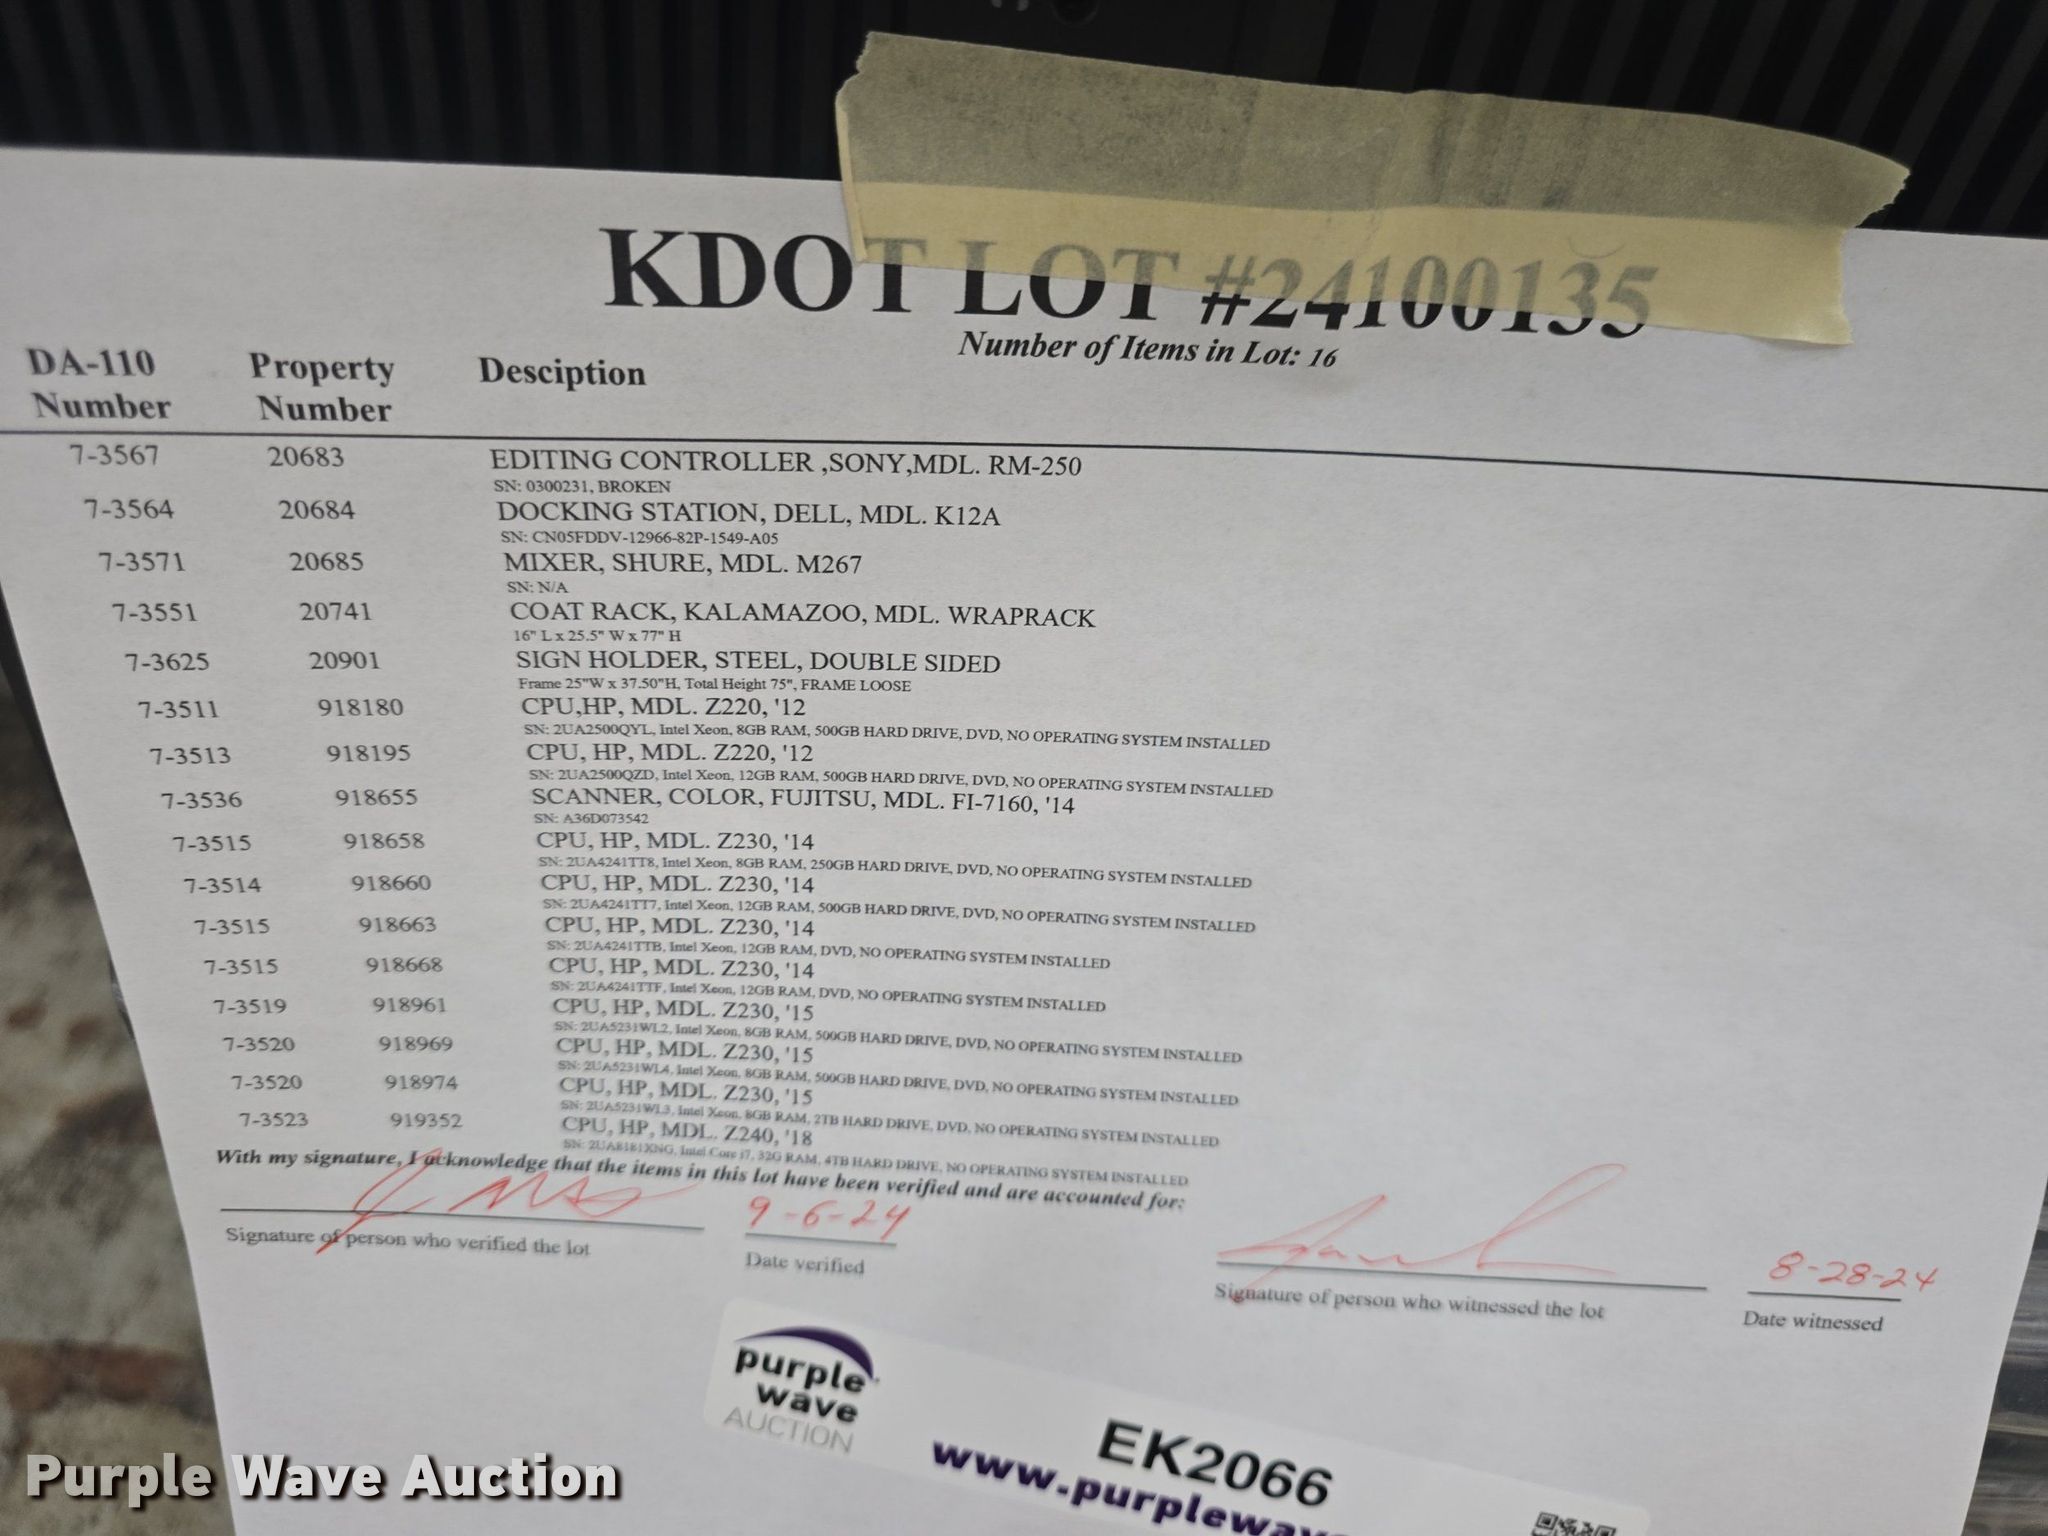 KDOT LOT #24100135
Number of Items in Lot: 16
DA-110 Number Property Number Desciption
7-3567 20683 EDITING CONTROLLER ,SONY,MDL. RM-250
SN: 0300231, BROKEN
7-3564 20684 DOCKING STATION, DELL, MDL. K12A
SN: CN05FDDV-12966-82P-1549-A05
7-3571 20685 MIXER, SHURE, MDL. M267
SN: N/A
7-3551 20741 COAT RACK, KALAMAZOO, MDL. WRAPRACK
16" L x 25.5" W x 77" H
7-3625 20901 SIGN HOLDER, STEEL, DOUBLE SIDED
Frame 25"W x 37.50"H, Total Height 75", FRAME LOOSE
7-3511 918180 CPU,HP, MDL. Z220, '12
SN: 2UA2500QYL, Intel Xeon, 8GB RAM, 500GB HARD DRIVE, DVD, NO OPERATING SYSTEM INSTALLED
7-3513 918195 CPU, HP, MDL. Z220, '12
SN: 2UA2500QZD, Intel Xeon, 12GB RAM, 500GB HARD DRIVE, DVD, NO OPERATING SYSTEM INSTALLED
7-3536 918655 SCANNER, COLOR, FUJITSU, MDL. FI-7160, '14
SN: A36D073542
7-3515 918658 CPU, HP, MDL. Z230, '14
SN: 2UA4241TT8, Intel Xeon, 8GB RAM, 250GB HARD DRIVE, DVD, NO OPERATING SYSTEM INSTALLED
7-3514 918660 CPU, HP, MDL. Z230, '14
SN: 2UA4241TT7, Intel Xeon, 12GB RAM, 500GB HARD DRIVE, DVD, NO OPERATING SYSTEM INSTALLED
7-3515 918663 CPU, HP, MDL. Z230, '14
SN: 2UA4241TTB, Intel Xeon, 12GB RAM, DVD, NO OPERATING SYSTEM INSTALLED
7-3515 918668 CPU, HP, MDL. Z230, '14
SN: 2UA4241TTF, Intel Xeon, 12GB RAM, DVD, NO OPERATING SYSTEM INSTALLED
7-3519 918961 CPU, HP, MDL. Z230, '15
SN: 2UA5231WL2, Intel Xeon, 8GB RAM, 500GB HARD DRIVE, DVD, NO OPERATING SYSTEM INSTALLED
7-3520 918969 CPU, HP, MDL. Z230, '15
SN: 2UA5231WL4, Intel Xeon, 8GB RAM, 500GB HARD DRIVE, DVD, NO OPERATING SYSTEM INSTALLED
7-3520 918974 CPU, HP, MDL. Z230, '15
SN: 2UA5231WL3, Intel Xeon, 8GB RAM, 2TB HARD DRIVE, DVD, NO OPERATING SYSTEM INSTALLED
7-3523 919352 CPU, HP, MDL. Z240, '18
SN: 2UA8181XNG, Intel Core i7, 32G RAM, 4TB HARD DRIVE, NO OPERATING SYSTEM INSTALLED
With my signature, I acknowledge that the items in this lot have been verified and are accounted for:
9-6-24 8-28-24
Signature of person who verified the lot Date verified Signature of person who witnessed the lot Date witnessed
purple
wave
AUCTION
EK2066
www.purplewav
Purple Wave Auction